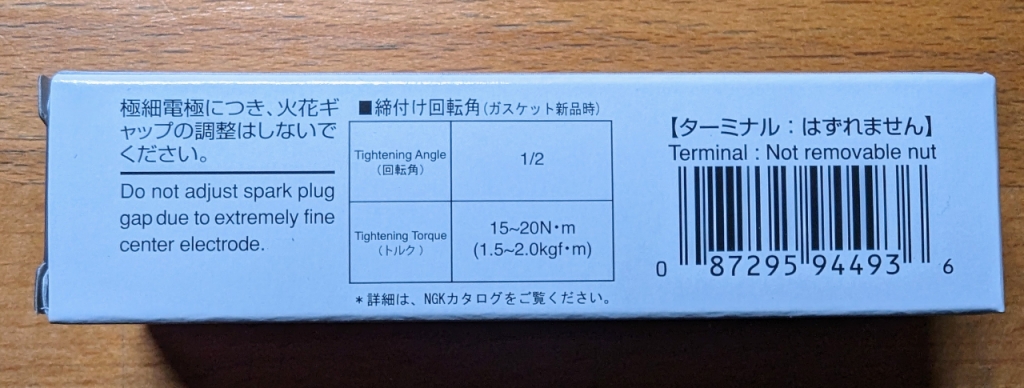 極細電極につき、火花ギ
ャップの調整はしないで
ください。
Do not adjust spark plug
gap due to extremely fine
center electrode.
■締付け回転角(ガスケット新品時)
Tightening Angle
(回転角)
1/2
Tightening Torque
(トルク)
15~20N・m
(1.5~2.0kgf・m)
*詳細は、NGKカタログをご覧ください。
【ターミナル:はずれません】
Terminal : Not removable nut
0 87295 94493 6